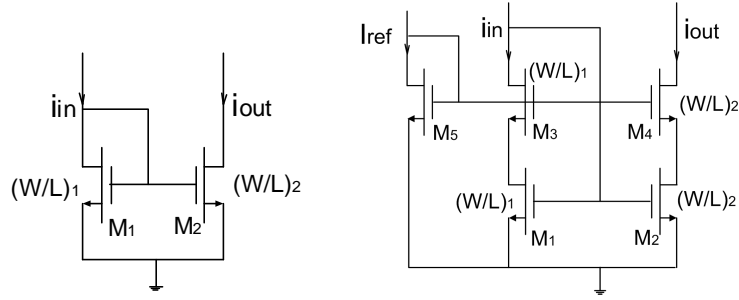 iin
iout
(W/L)1
(W/L)2
M1
M2
Iref
iin
iout
(W/L)1
(W/L)2
M5
M3
M4
(W/L)1
(W/L)2
M1
M2